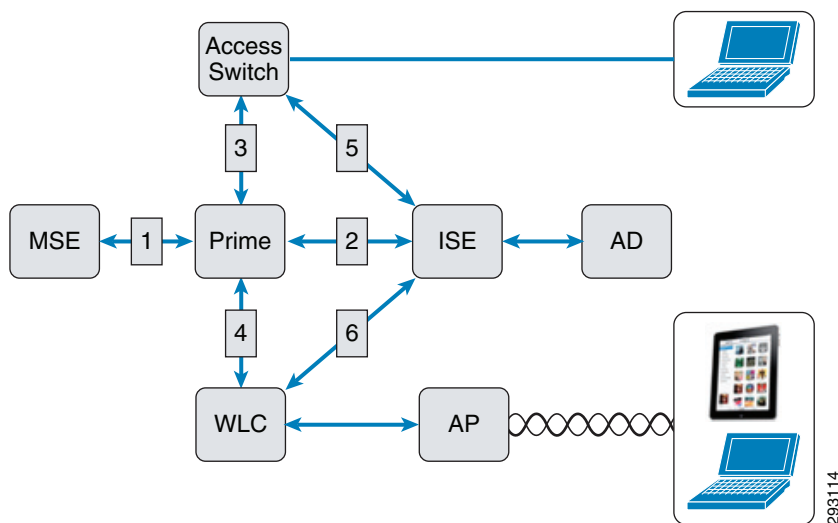 Access
Switch
3
5
MSE
1
Prime
2
ISE
AD
4
6
WLC
AP
293114